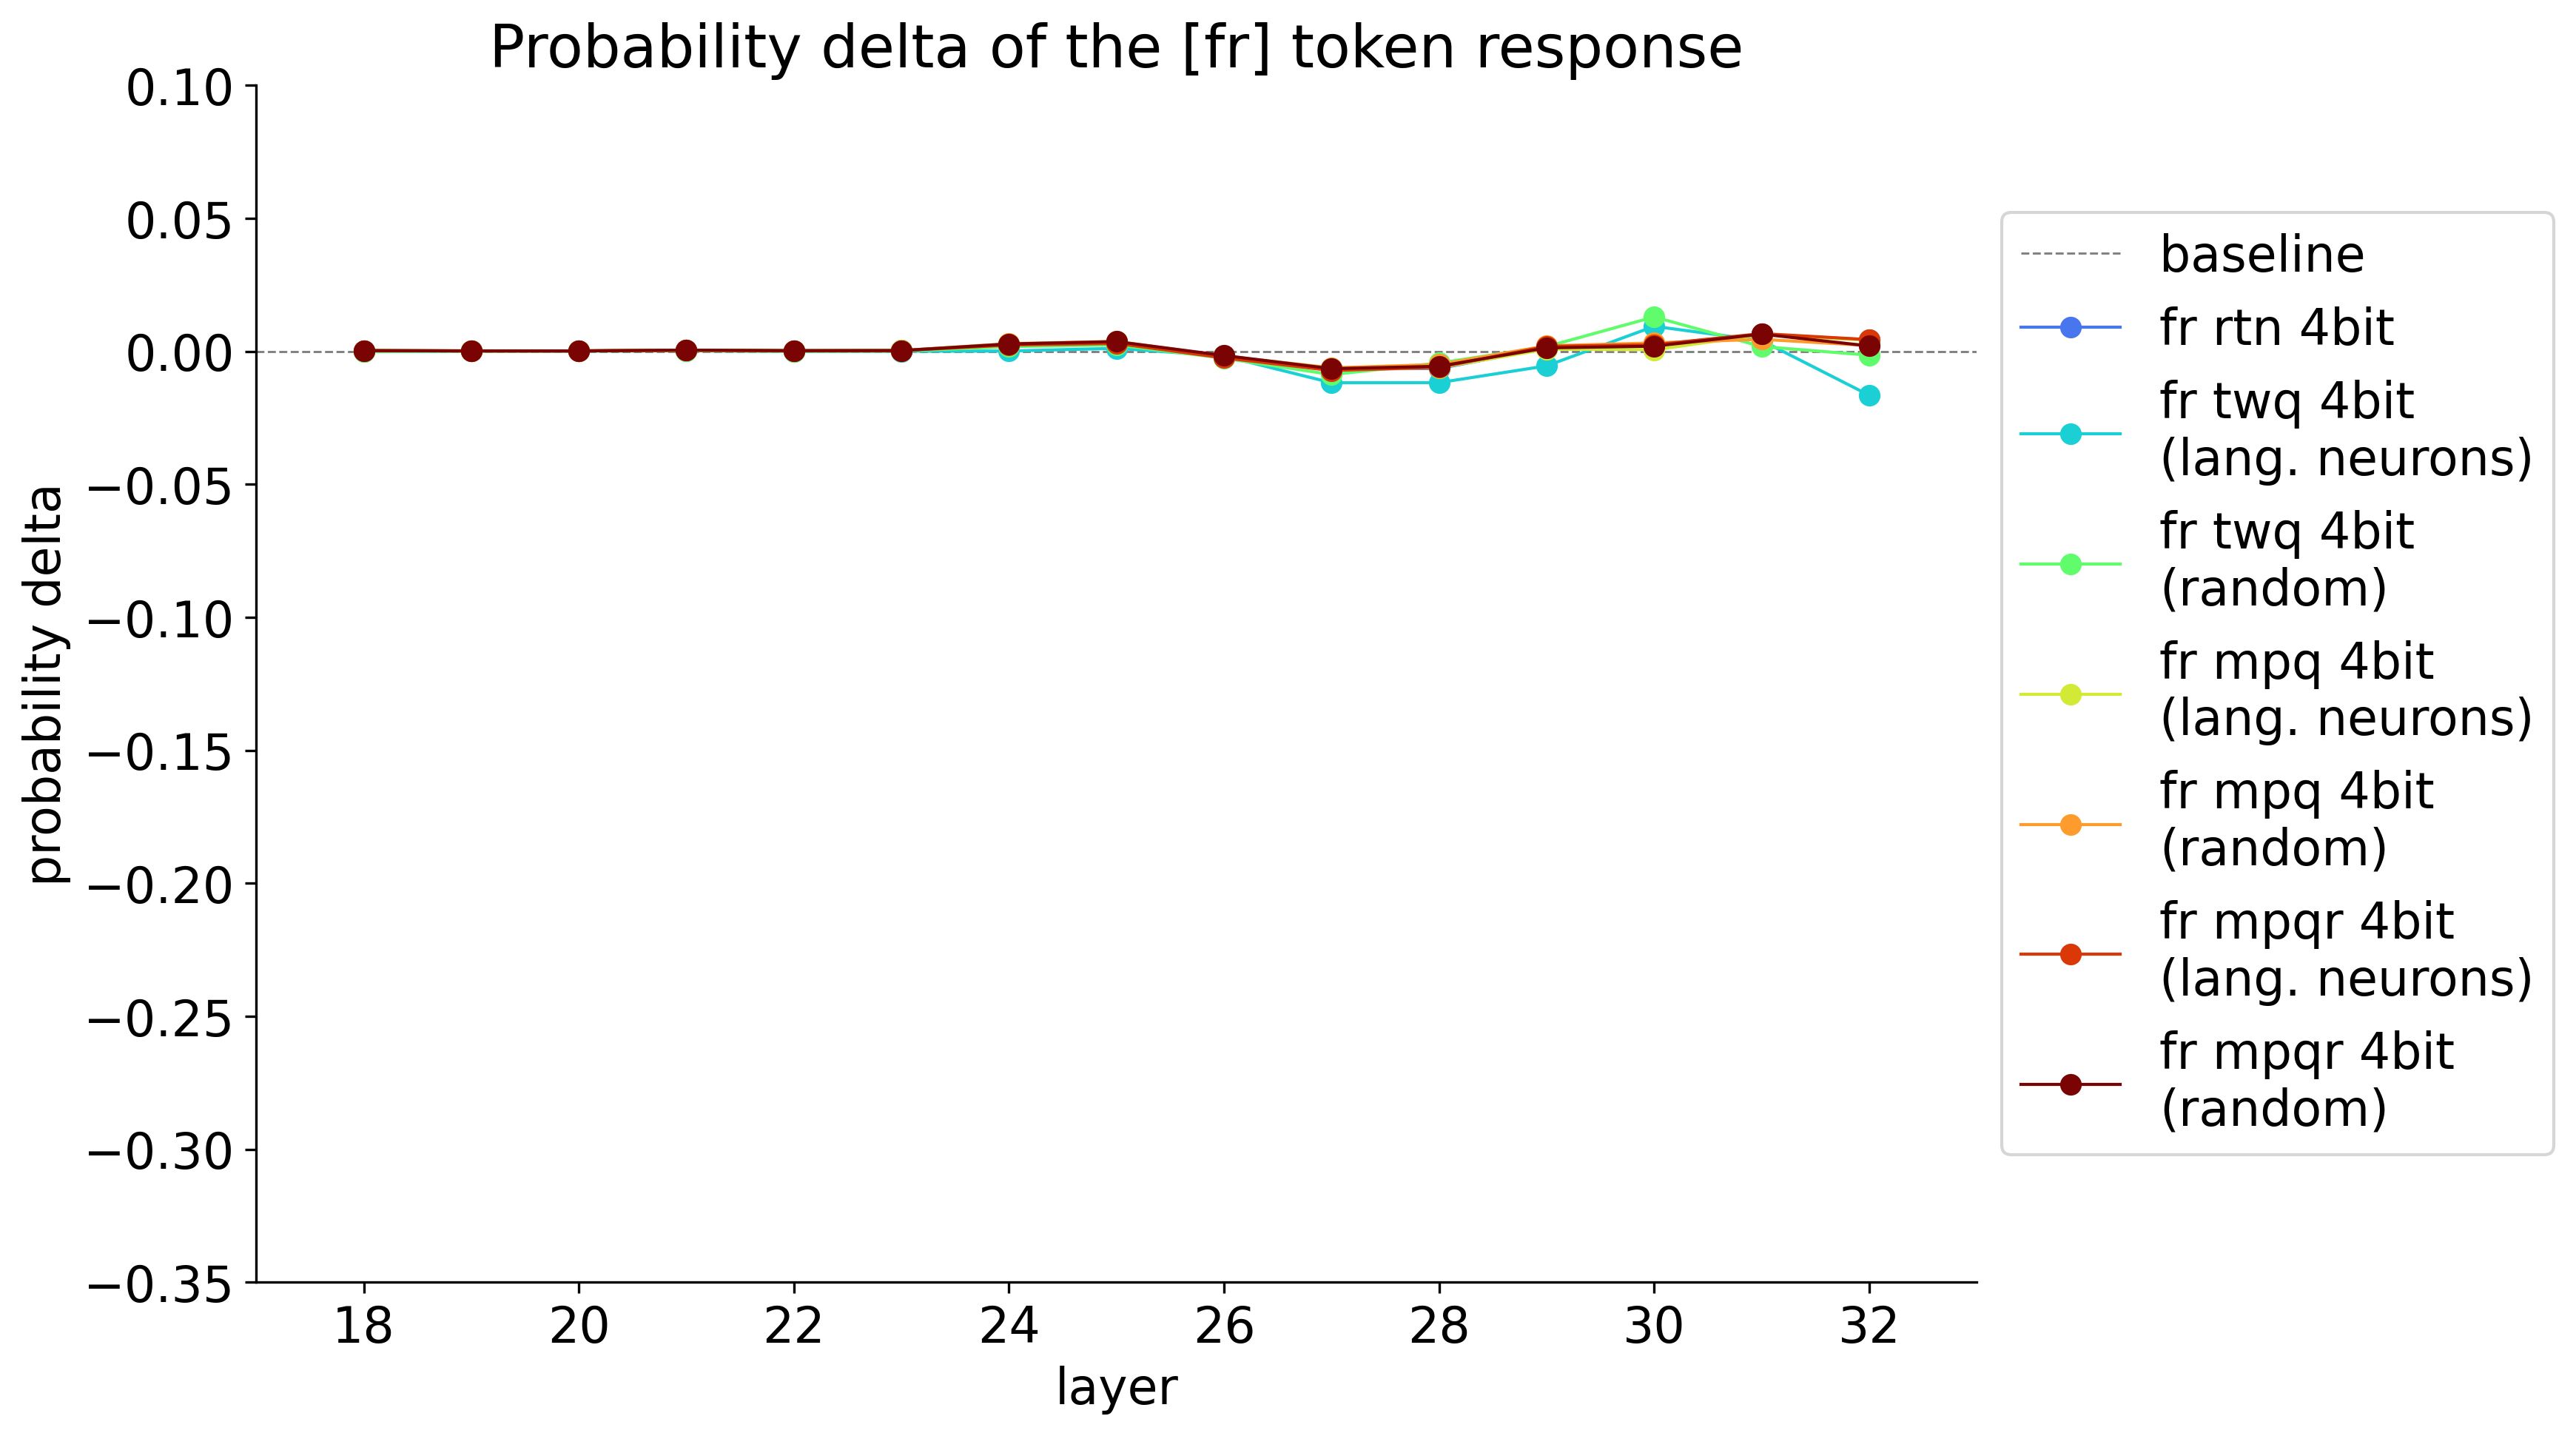 Probability delta of the [fr] token response
0.10
0.05
0.00
−0.05
−0.10
−0.15
−0.20
−0.25
−0.30
−0.35
probability delta
18 20 22 24 26 28 30 32
layer
baseline
fr rtn 4bit
fr twq 4bit
(lang. neurons)
fr twq 4bit
(random)
fr mpq 4bit
(lang. neurons)
fr mpq 4bit
(random)
fr mpqr 4bit
(lang. neurons)
fr mpqr 4bit
(random)